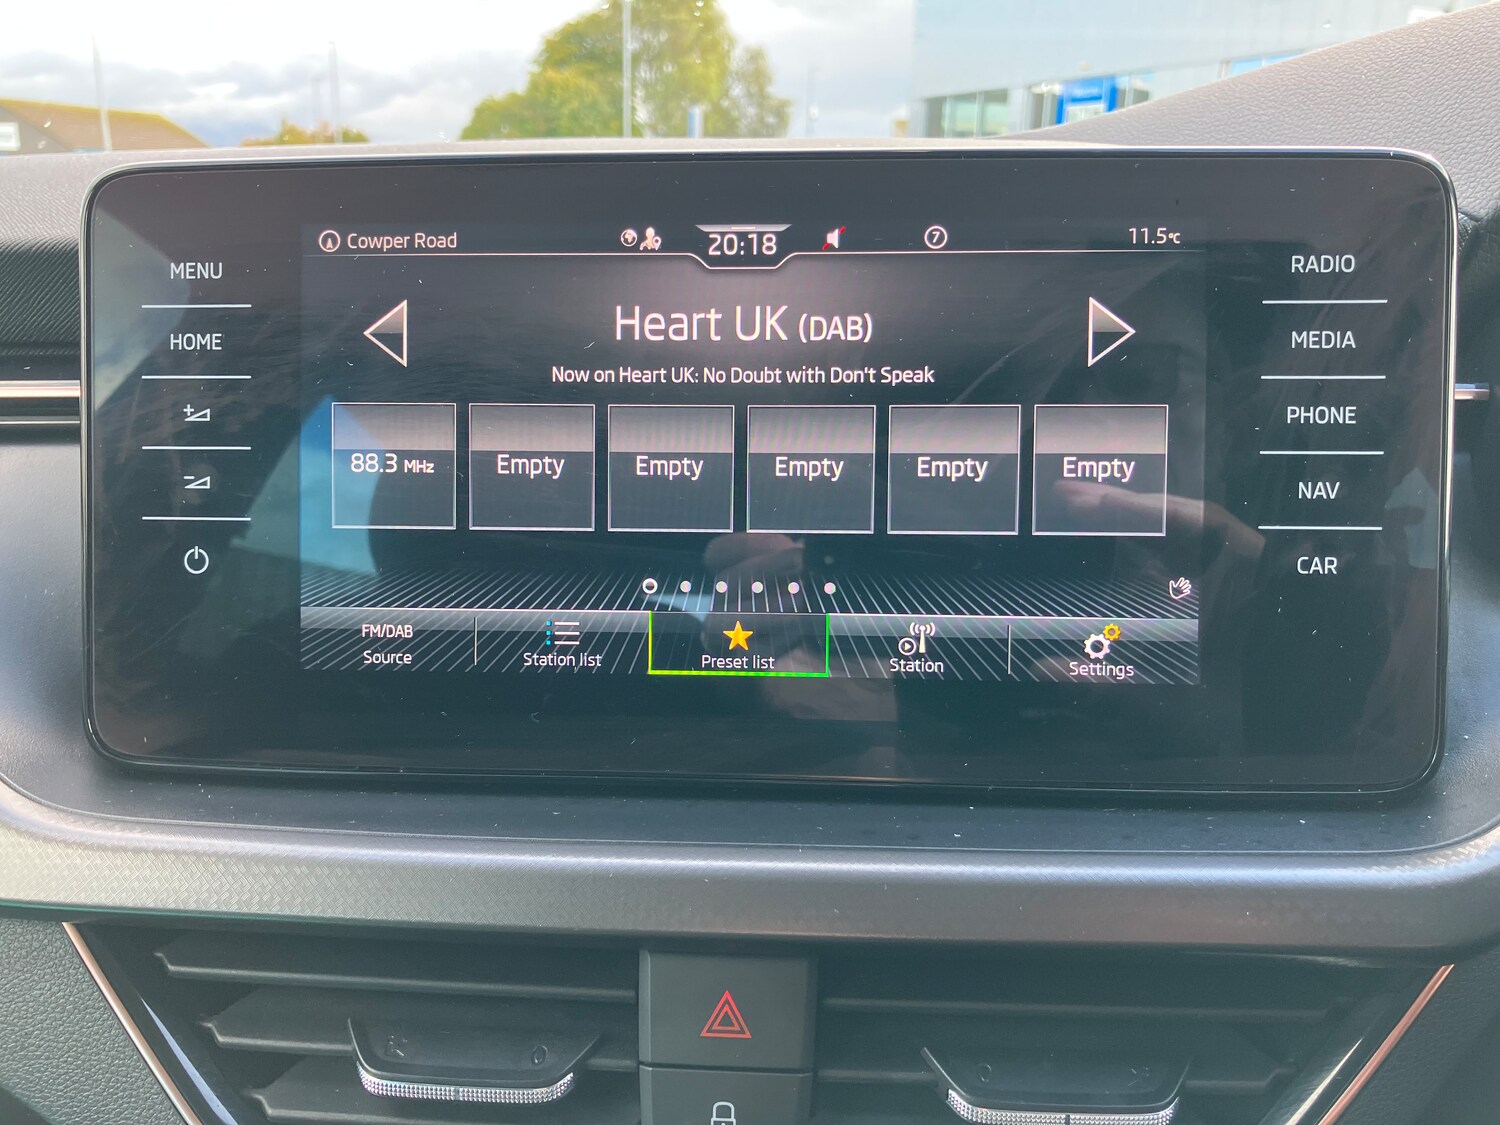 Cowper Road
20:18
7
11.5°C
MENU
HOME
RADIO
MEDIA
PHONE
NAV
CAR
Heart UK (DAB)
Now on Heart UK: No Doubt with Don't Speak
88.3 MHz
Empty
Empty
Empty
Empty
Empty
FM/DAB
Source
Station list
Preset list
Station
Settings